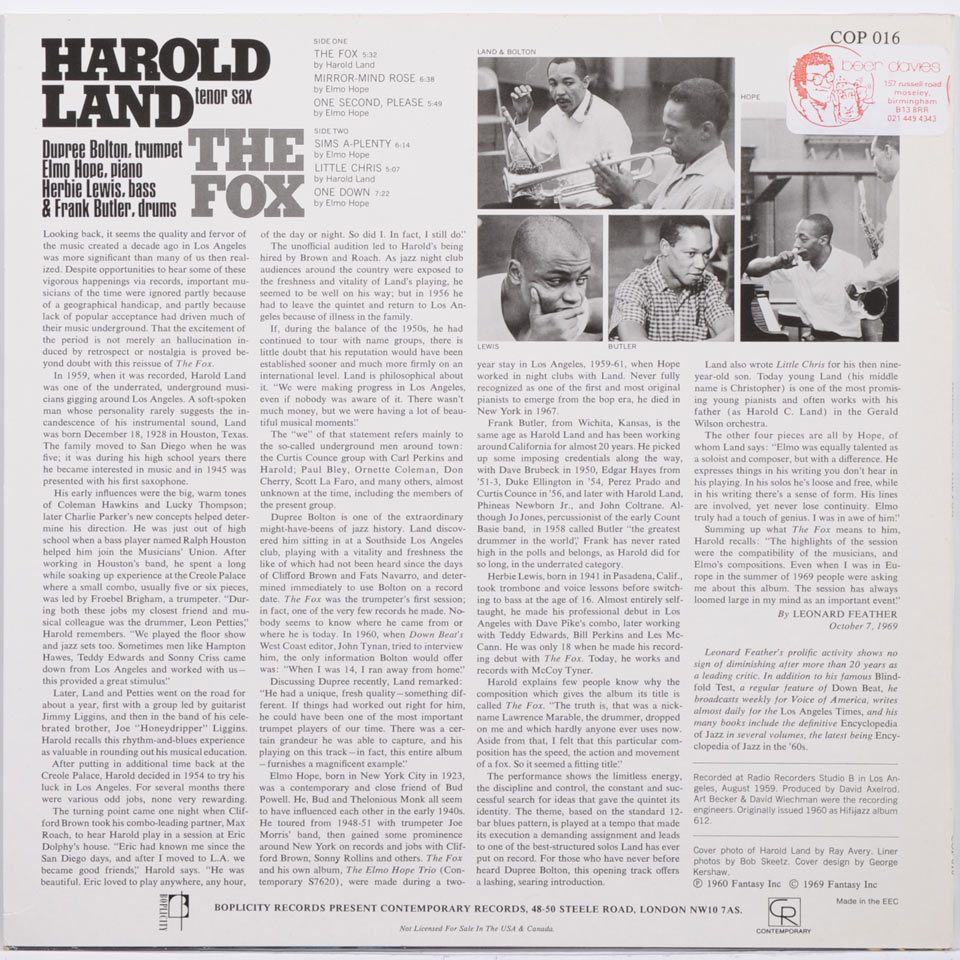 HAROLD
LAND tenor sax
Dupree Bolton, trumpet
Elmo Hope, piano
Herbie Lewis, bass
& Frank Butler, drums
THE
FOX
SIDE ONE
THE FOX 5:32
by Harold Land
MIRROR-MIND ROSE 6:38
by Elmo Hope
ONE SECOND, PLEASE 5:49
by Elmo Hope
SIDE TWO
SIMS A-PLENTY 6:14
by Elmo Hope
LITTLE CHRIS 5:07
by Harold Land
ONE DOWN 7:22
by Elmo Hope
LAND & BOLTON
COP 016
beer davies
157 russell road
moseley,
birmingham
B13 8RR
021 449 4343
HOPE
LEWIS
BUTLER
Looking back, it seems the quality and fervor of
the music created a decade ago in Los Angeles
was more significant than many of us then real-
ized. Despite opportunities to hear some of these
vigorous happenings via records, important mu-
sicians of the time were ignored partly because
of a geographical handicap, and partly because
lack of popular acceptance had driven much of
their music underground. That the excitement of
the period is not merely an hallucination in-
duced by retrospect or nostalgia is proved be-
yond doubt with this reissue of The Fox.
In 1959, when it was recorded, Harold Land
was one of the underrated, underground musi-
cians gigging around Los Angeles. A soft-spoken
man whose personality rarely suggests the in-
candescence of his instrumental sound, Land
was born December 18, 1928 in Houston, Texas.
The family moved to San Diego when he was
five; it was during his high school years there
he became interested in music and in 1945 was
presented with his first saxophone.
His early influences were the big, warm tones
of Coleman Hawkins and Lucky Thompson;
later Charlie Parker's new concepts helped deter-
mine his direction. He was just out of high
school when a bass player named Ralph Houston
helped him join the Musicians' Union. After
working in Houston's band, he spent a long
while soaking up experience at the Creole Palace
where a small combo, usually five or six pieces,
was led by Froebel Brigham, a trumpeter. “Dur-
ing both these jobs my closest friend and mu-
sical colleague was the drummer, Leon Petties,”
Harold remembers. “We played the floor show
and jazz sets too. Sometimes men like Hampton
Hawes, Teddy Edwards and Sonny Criss came
down from Los Angeles and worked with us—
this provided a great stimulus.”
Later, Land and Petties went on the road for
about a year, first with a group led by guitarist
Jimmy Liggins, and then in the band of his cele-
brated brother, Joe “Honeydripper” Liggins.
Harold recalls this rhythm-and-blues experience
as valuable in rounding out his musical education.
After putting in additional time back at the
Creole Palace, Harold decided in 1954 to try his
luck in Los Angeles. For several months there
were various odd jobs, none very rewarding.
The turning point came one night when Clif-
ford Brown took his combo-leading partner, Max
Roach, to hear Harold play in a session at Eric
Dolphy's house. “Eric had known me since the
San Diego days, and after I moved to L.A. we
became good friends,” Harold says. “He was
beautiful. Eric loved to play anywhere, any hour,
of the day or night. So did I. In fact, I still do.”
The unofficial audition led to Harold's being
hired by Brown and Roach. As jazz night club
audiences around the country were exposed to
the freshness and vitality of Land's playing, he
seemed to be well on his way; but in 1956 he
had to leave the quintet and return to Los An-
geles because of illness in the family.
If, during the balance of the 1950s, he had
continued to tour with name groups, there is
little doubt that his reputation would have been
established sooner and much more firmly on an
international level. Land is philosophical about
it. “We were making progress in Los Angeles,
even if nobody was aware of it. There wasn't
much money, but we were having a lot of beau-
tiful musical moments.”
The “we” of that statement refers mainly to
the so-called underground men around town:
the Curtis Counce group with Carl Perkins and
Harold; Paul Bley, Ornette Coleman, Don
Cherry, Scott La Faro, and many others, almost
unknown at the time, including the members of
the present group.
Dupree Bolton is one of the extraordinary
might-have-beens of jazz history. Land discov-
ered him sitting in at a Southside Los Angeles
club, playing with a vitality and freshness the
like of which had not been heard since the days
of Clifford Brown and Fats Navarro, and deter-
mined immediately to use Bolton on a record
date. The Fox was the trumpeter's first session;
in fact, one of the very few records he made. No-
body seems to know where he came from or
where he is today. In 1960, when Down Beat's
West Coast editor, John Tynan, tried to interview
him, the only information Bolton would offer
was: “When I was 14, I ran away from home.”
Discussing Dupree recently, Land remarked:
“He had a unique, fresh quality—something dif-
ferent. If things had worked out right for him,
he could have been one of the most important
trumpet players of our time. There was a cer-
tain grandeur he was able to capture, and his
playing on this track—in fact, this entire album
—furnishes a magnificent example.”
Elmo Hope, born in New York City in 1923,
was a contemporary and close friend of Bud
Powell. He, Bud and Thelonious Monk all seem
to have influenced each other in the early 1940s.
He toured from 1948-51 with trumpeter Joe
Morris' band, then gained some prominence
around New York on records and jobs with Clif-
ford Brown, Sonny Rollins and others. The Fox
and his own album, The Elmo Hope Trio (Con-
temporary S7620), were made during a two-
year stay in Los Angeles, 1959-61, when Hope
worked in night clubs with Land. Never fully
recognized as one of the first and most original
pianists to emerge from the bop era, he died in
New York in 1967.
Frank Butler, from Wichita, Kansas, is the
same age as Harold Land and has been working
around California for almost 20 years. He picked
up some imposing credentials along the way,
with Dave Brubeck in 1950, Edgar Hayes from
'51-3, Duke Ellington in '54, Perez Prado and
Curtis Counce in '56, and later with Harold Land,
Phineas Newborn Jr., and John Coltrane. Al-
though Jo Jones, percussionist of the early Count
Basie band, in 1958 called Butler “the greatest
drummer in the world,” Frank has never rated
high in the polls and belongs, as Harold did for
so long, in the underrated category.
Herbie Lewis, born in 1941 in Pasadena, Calif.,
took trombone and voice lessons before switch-
ing to bass at the age of 16. Almost entirely self-
taught, he made his professional debut in Los
Angeles with Dave Pike's combo, later working
with Teddy Edwards, Bill Perkins and Les Mc-
Cann. He was only 18 when he made his record-
ing debut with The Fox. Today, he works and
records with McCoy Tyner.
Harold explains few people know why the
composition which gives the album its title is
called The Fox. “The truth is, that was a nick-
name Lawrence Marable, the drummer, dropped
on me and which hardly anyone ever uses now.
Aside from that, I felt that this particular com-
position has the speed, the action and movement
of a fox. So it seemed a fitting title.”
The performance shows the limitless energy,
the discipline and control, the constant and suc-
cessful search for ideas that gave the quintet its
identity. The theme, based on the standard 12-
bar blues pattern, is played at a tempo that made
its execution a demanding assignment and leads
to one of the best-structured solos Land has ever
put on record. For those who have never before
heard Dupree Bolton, this opening track offers
a lashing, searing introduction.
Land also wrote Little Chris for his then nine-
year-old son. Today young Land (his middle
name is Christopher) is one of the most promis-
ing young pianists and often works with his
father (as Harold C. Land) in the Gerald
Wilson orchestra.
The other four pieces are all by Hope, of
whom Land says: “Elmo was equally talented as
a soloist and composer, but with a difference. He
expresses things in his writing you don't hear in
his playing. In his solos he's loose and free, while
in his writing there's a sense of form. His lines
are involved, yet never lose continuity. Elmo
truly had a touch of genius. I was in awe of him.”
Summing up what The Fox means to him,
Harold recalls: “The highlights of the session
were the compatibility of the musicians, and
Elmo's compositions. Even when I was in Eu-
rope in the summer of 1969 people were asking
me about this album. The session has always
loomed large in my mind as an important event.”
By LEONARD FEATHER
October 7, 1969
Leonard Feather's prolific activity shows no
sign of diminishing after more than 20 years as
a leading critic. In addition to his famous Blind-
fold Test, a regular feature of Down Beat, he
broadcasts weekly for Voice of America, writes
almost daily for the Los Angeles Times, and his
many books include the definitive Encyclopedia
of Jazz in several volumes, the latest being Ency-
clopedia of Jazz in the '60s.
Recorded at Radio Recorders Studio B in Los An-
geles, August 1959. Produced by David Axelrod.
Art Becker & David Wiechman were the recording
engineers. Originally issued 1960 as Hifijazz album
612.
Cover photo of Harold Land by Ray Avery. Liner
photos by Bob Skeetz. Cover design by George
Kershaw.
℗ 1960 Fantasy Inc © 1969 Fantasy Inc
Made in the EEC
BOPLICITY
BOPLICITY RECORDS PRESENT CONTEMPORARY RECORDS, 48-50 STEELE ROAD, LONDON NW10 7AS.
Not Licensed For Sale In The USA & Canada.
CR
CONTEMPORARY